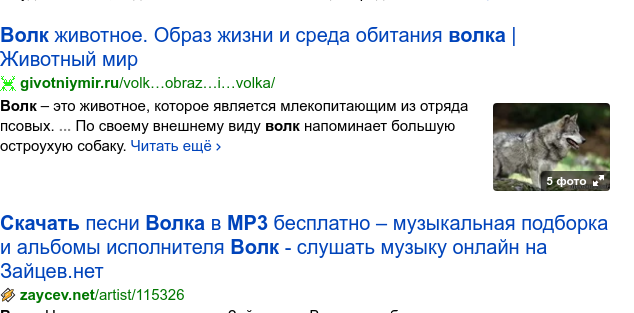 Волк животное. Образ жизни и среда обитания волка |
Животный мир
givotniymir.ru/volk…obraz…i…volka/
Волк – это животное, которое является млекопитающим из отряда
псовых. ... По своему внешнему виду волк напоминает большую
остроухую собаку. Читать ещё ›
5 фото
Скачать песни Волка в MP3 бесплатно – музыкальная подборка
и альбомы исполнителя Волк - слушать музыку онлайн на
Зайцев.нет
zaycev.net/artist/115326